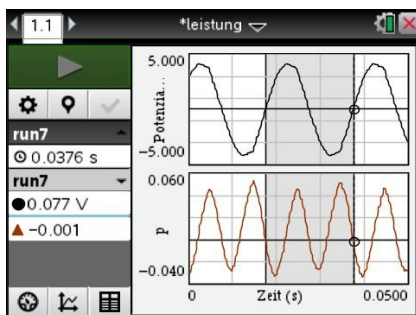 1.1
*leistung
run7
0.0376 s
run7
0.077 V
-0.001
5.000
Potenzia...
-5.000
0.060
P
-0.040
0
Zeit (s)
0.0500